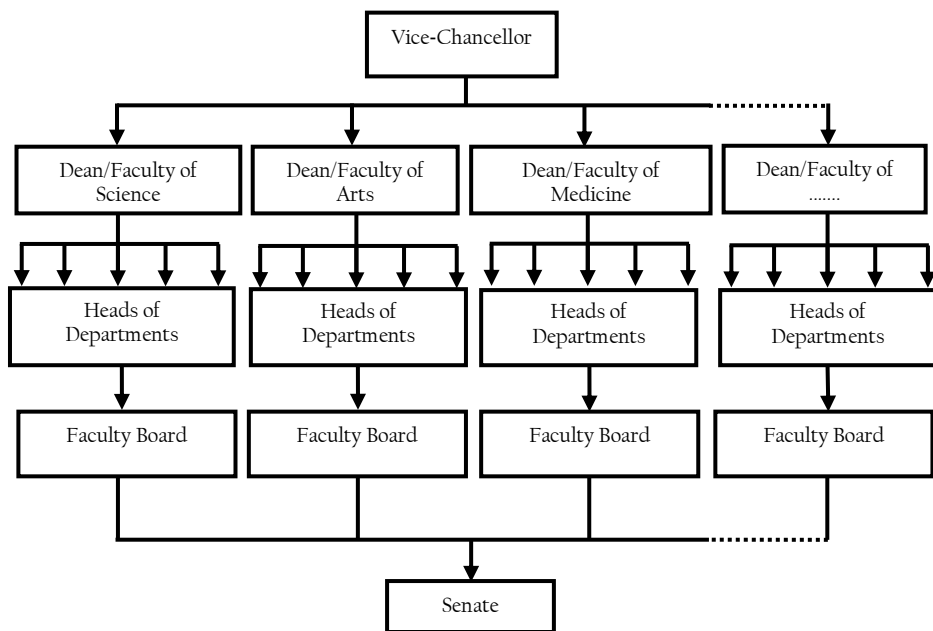 Vice-Chancellor
Dean/Faculty of
Science
Dean/Faculty of
Arts
Dean/Faculty of
Medicine
Dean/Faculty of
.......
Heads of
Departments
Heads of
Departments
Heads of
Departments
Heads of
Departments
Faculty Board
Faculty Board
Faculty Board
Faculty Board
Senate